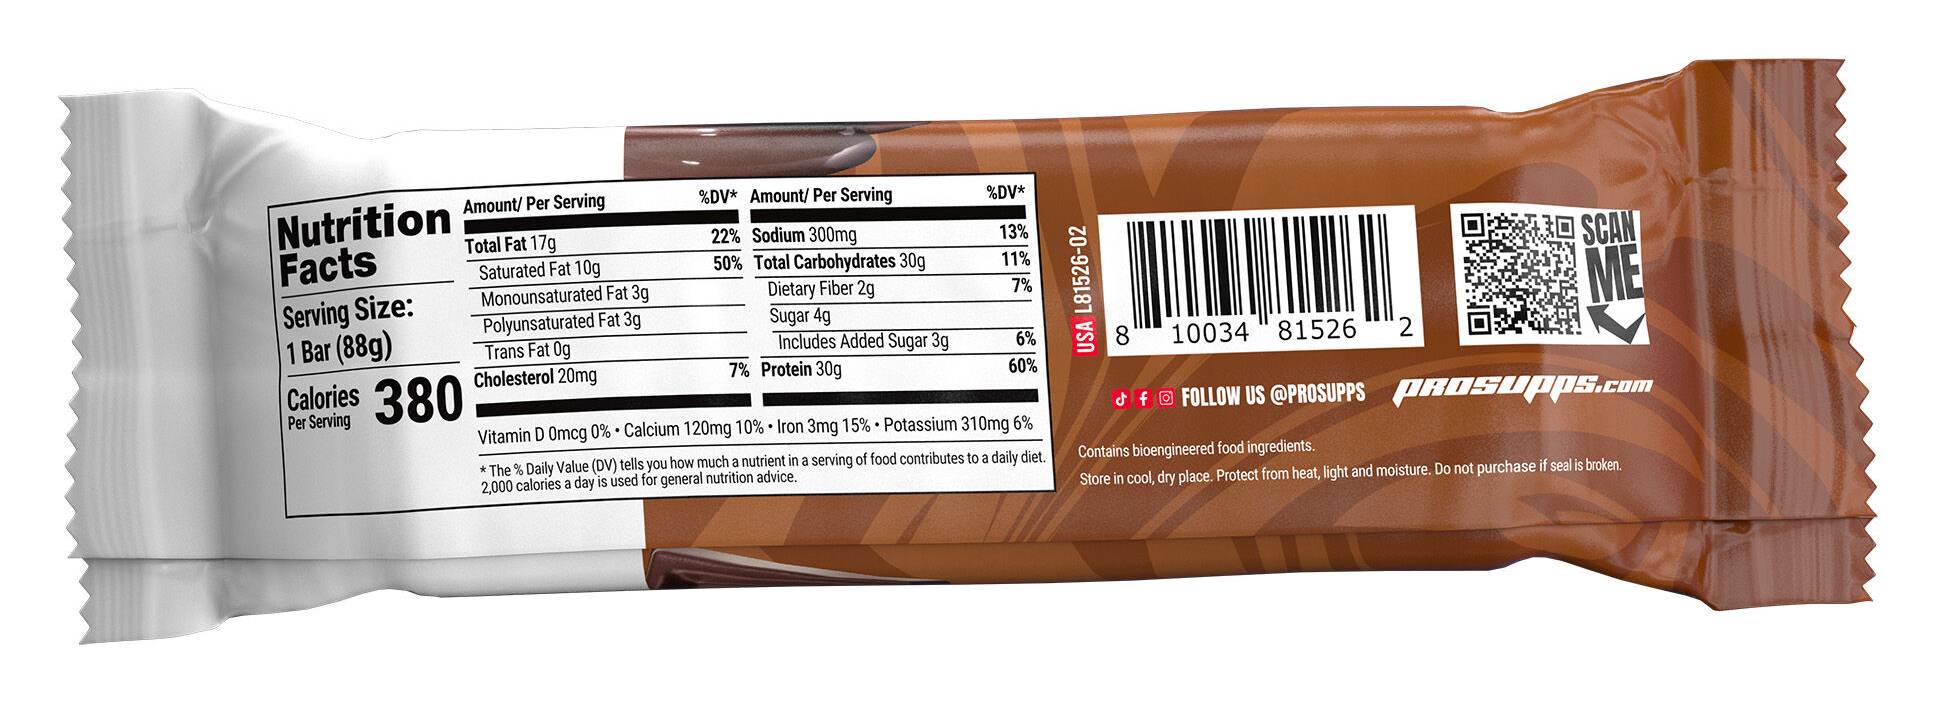 Nutrition
Facts
Serving Size:
1 Bar (88g)
Calories
Per Serving
380
Amount/ Per Serving %DV*
Total Fat 17g 22%
Saturated Fat 10g 50%
Monounsaturated Fat 3g
Polyunsaturated Fat 3g
Trans Fat 0g
Cholesterol 20mg 7%
Amount/ Per Serving %DV*
Sodium 300mg 13%
Total Carbohydrates 30g 11%
Dietary Fiber 2g 7%
Sugar 4g
Includes Added Sugar 3g 6%
Protein 30g 60%
Vitamin D 0mcg 0% • Calcium 120mg 10% • Iron 3mg 15% • Potassium 310mg 6%
* The % Daily Value (DV) tells you how much a nutrient in a serving of food contributes to a daily diet.
2,000 calories a day is used for general nutrition advice.
USA L81526-02
8 10034 81526 2
SCAN
ME
FOLLOW US @PROSUPPS
PROSUPPS.com
Contains bioengineered food ingredients.
Store in cool, dry place. Protect from heat, light and moisture. Do not purchase if seal is broken.